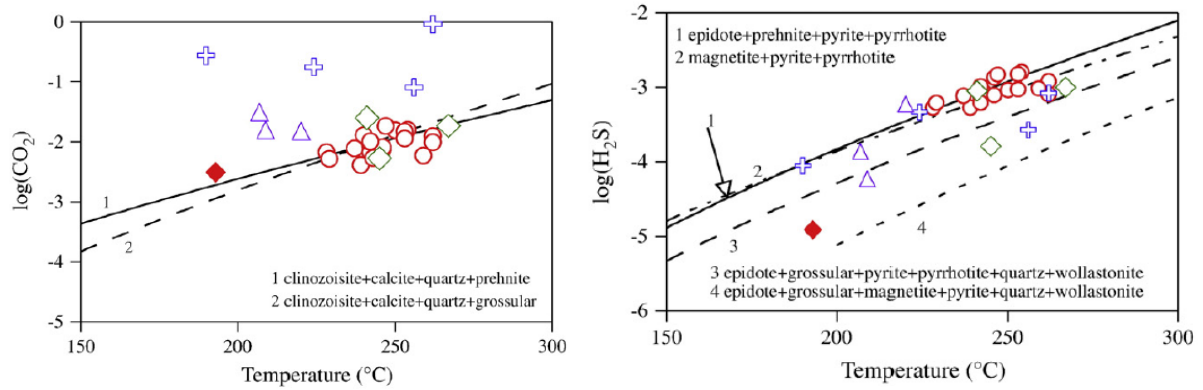 0
-1
-2
-3
-4
-5
150
200
250
300
log(CO₂)
Temperature (°C)
1
2
1 clinozoisite+calcite+quartz+prehnite
2 clinozoisite+calcite+quartz+grossular
-2
-3
-4
-5
-6
150
200
250
300
log(H₂S)
Temperature (°C)
1 epidote+prehnite+pyrite+pyrrhotite
2 magnetite+pyrite+pyrrhotite
1
2
3
4
3 epidote+grossular+pyrite+pyrrhotite+quartz+wollastonite
4 epidote+grossular+magnetite+pyrite+quartz+wollastonite